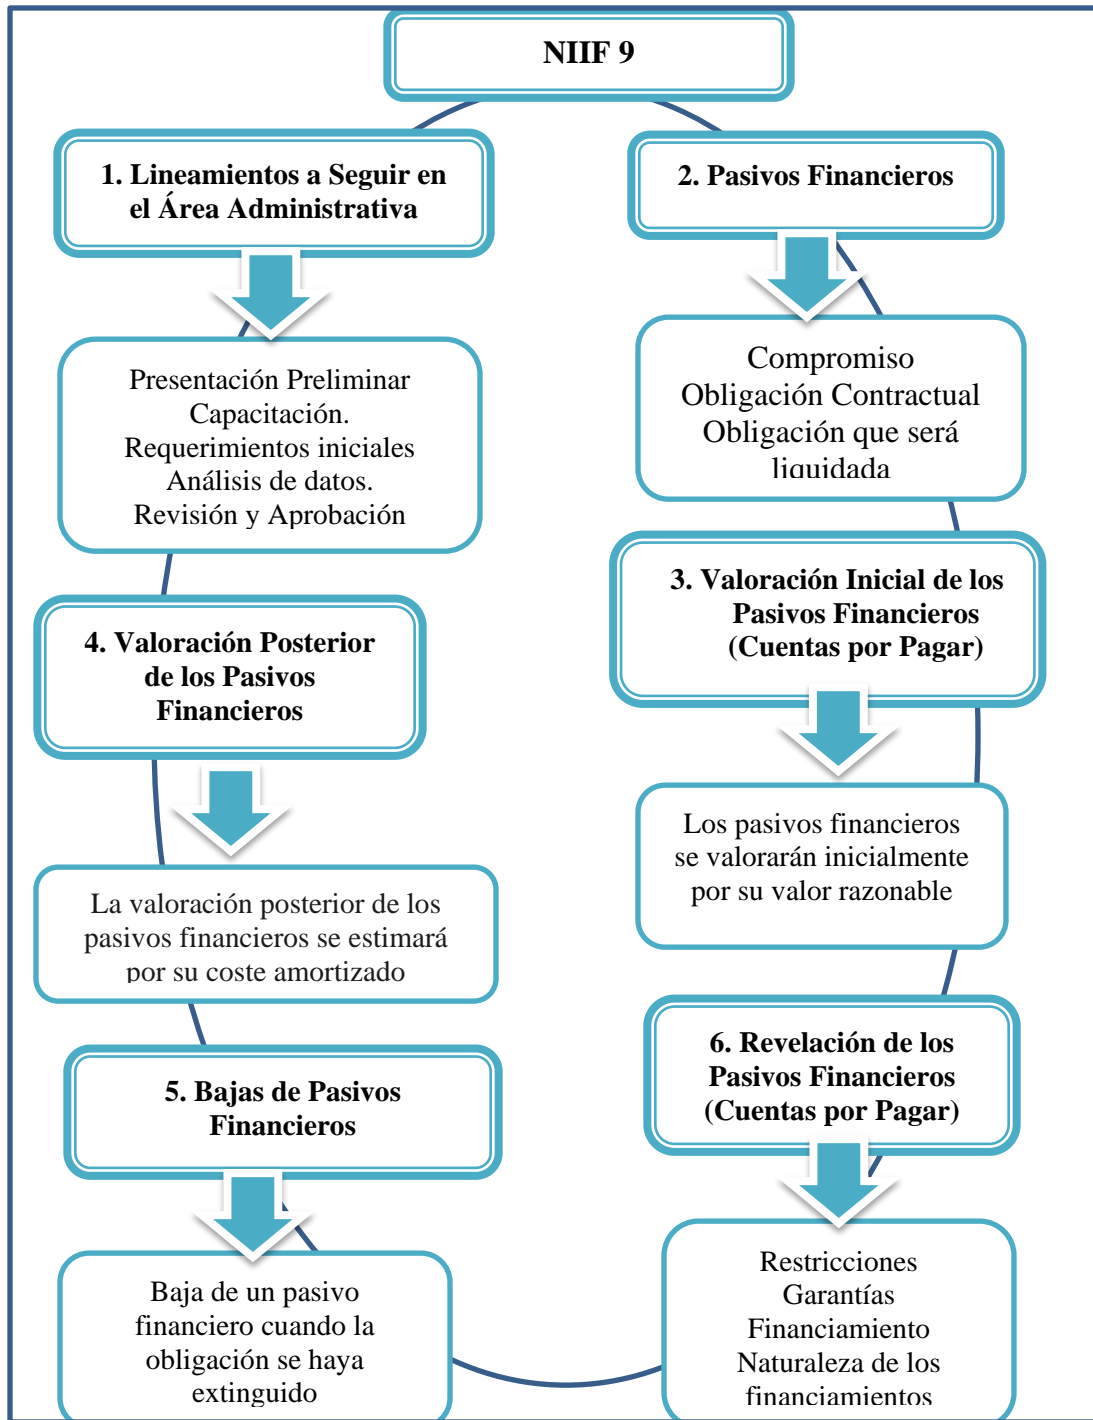 NIIF 9
1. Lineamientos a Seguir en
el Área Administrativa
Presentación Preliminar
Capacitación.
Requerimientos iniciales
Análisis de datos.
Revisión y Aprobación
2. Pasivos Financieros
Compromiso
Obligación Contractual
Obligación que será
liquidada
3. Valoración Inicial de los
Pasivos Financieros
(Cuentas por Pagar)
Los pasivos financieros
se valorarán inicialmente
por su valor razonable
4. Valoración Posterior
de los Pasivos
Financieros
La valoración posterior de los
pasivos financieros se estimará
por su coste amortizado
5. Bajas de Pasivos
Financieros
Baja de un pasivo
financiero cuando la
obligación se haya
extinguido
6. Revelación de los
Pasivos Financieros
(Cuentas por Pagar)
Restricciones
Garantías
Financiamiento
Naturaleza de los
financiamientos